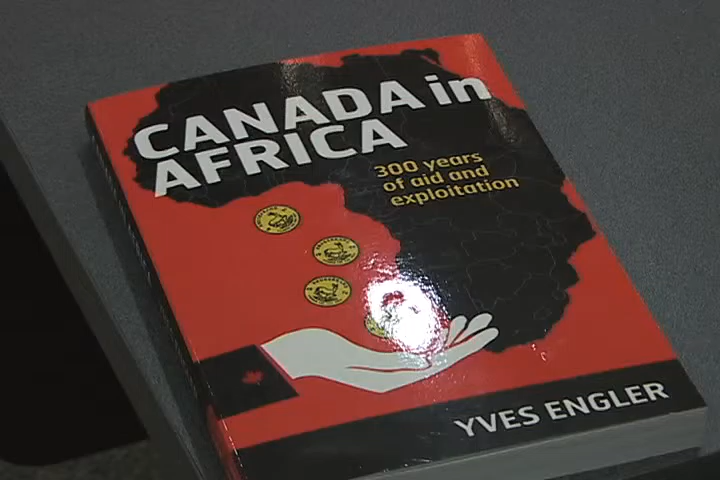 CANADA in
AFRICA
300 years
of aid and
exploitation
YVES ENGLER